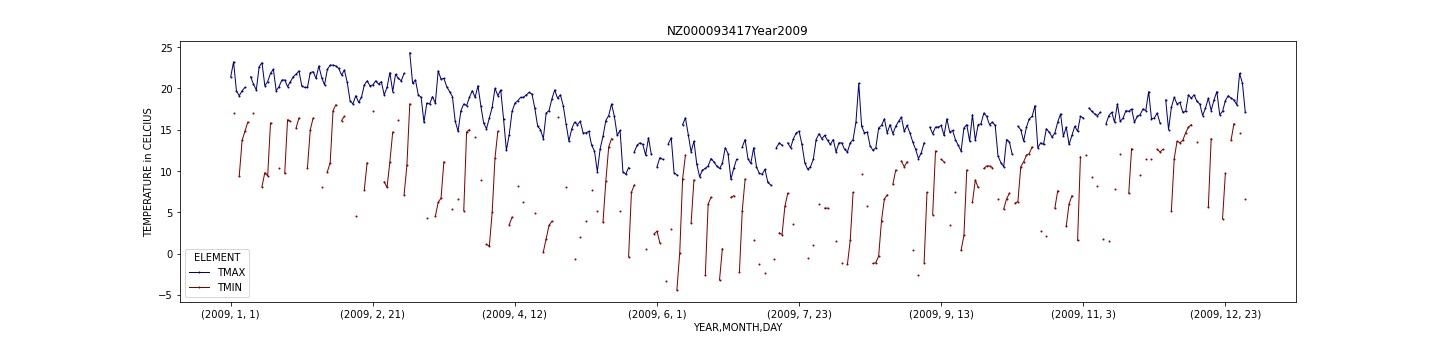 NZ000093417Year2009
25
20
15
10
5
0
−5
TEMPERATURE in CELCIUS
ELEMENT
TMAX
TMIN
(2009, 1, 1) (2009, 2, 21) (2009, 4, 12) (2009, 6, 1) (2009, 7, 23) (2009, 9, 13) (2009, 11, 3) (2009, 12, 23)
YEAR,MONTH,DAY